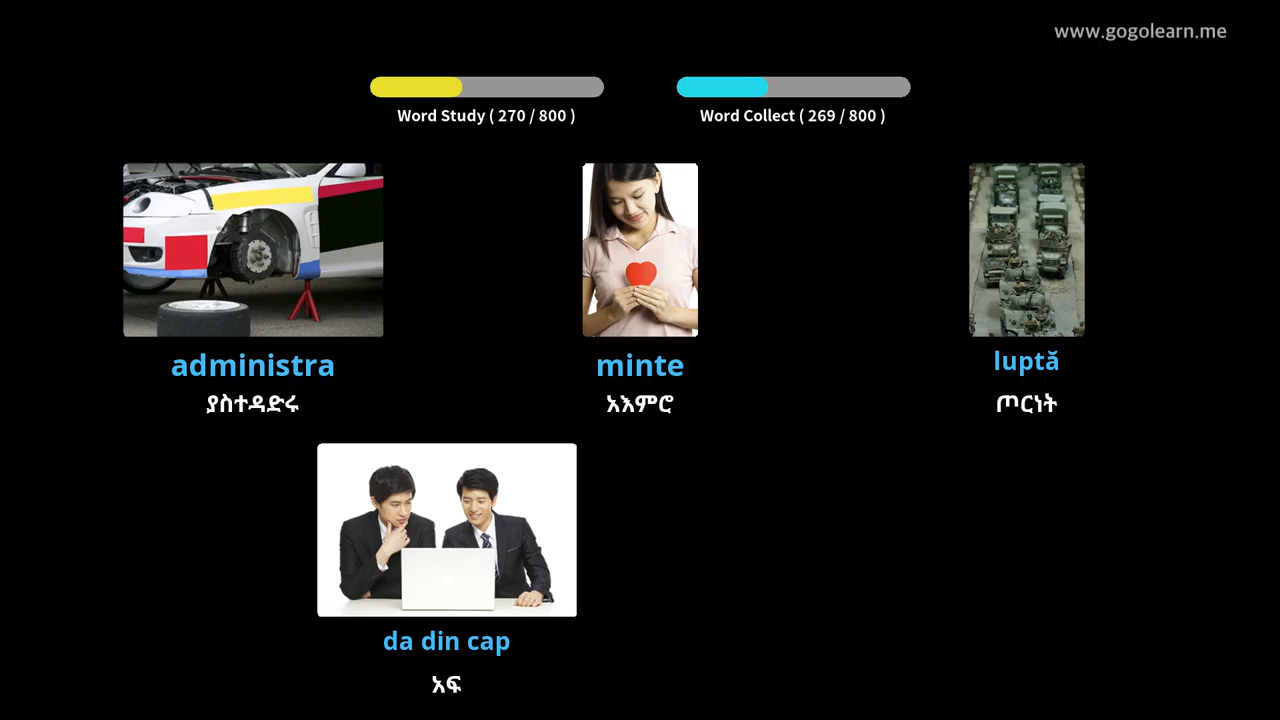 www.gogolearn.me
Word Study ( 270 / 800 )
Word Collect ( 269 / 800 )
administra
minte
luptă
ያስተዳድሩ
አእምሮ
ጦርነት
da din cap
አፍ